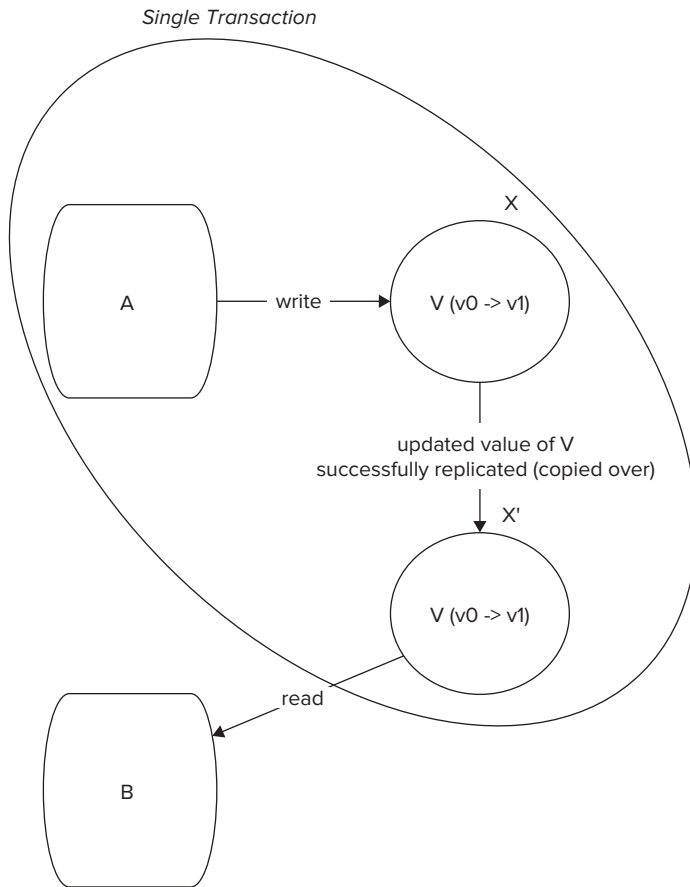 Single Transaction
X
A
write
V (v0 -> v1)
updated value of V
successfully replicated (copied over)
X'
V (v0 -> v1)
read
B